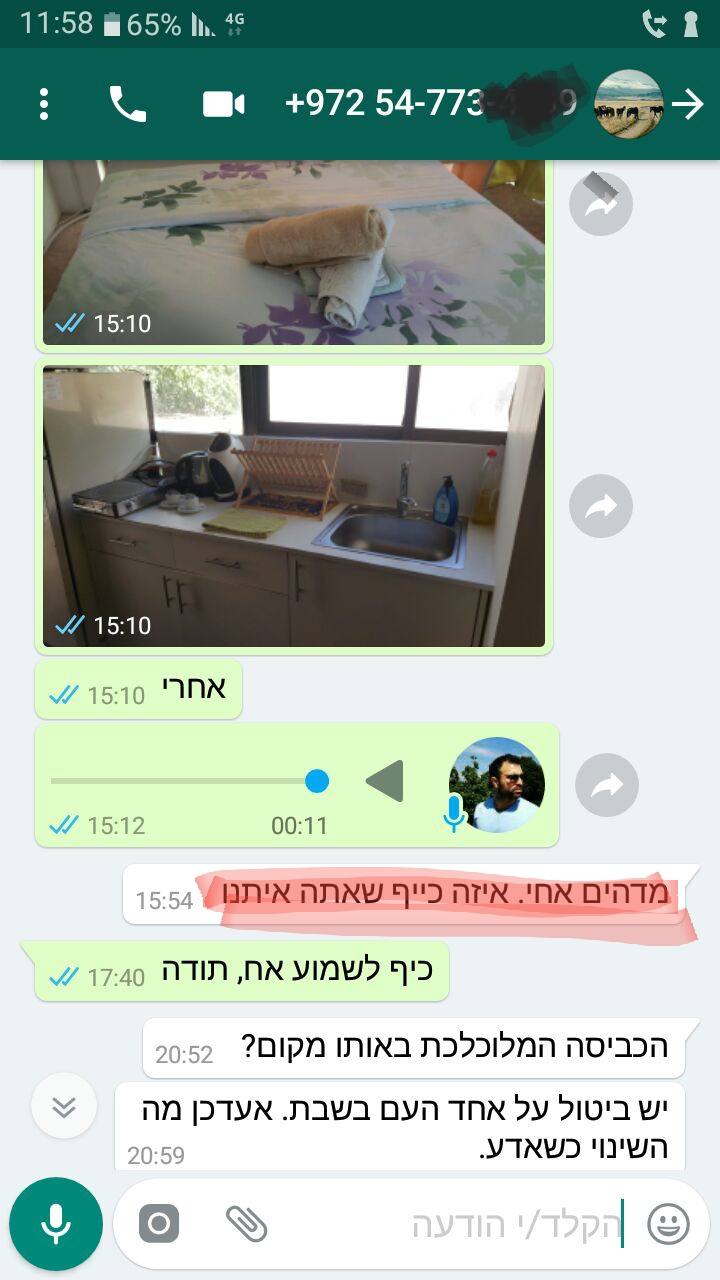 11:58 65% 4G
+972 54-773- 9
15:10
15:10
אחרי 15:10
00:11 15:12
מדהים אחי. איזה כייף שאתה איתנו 15:54
כיף לשמוע אח, תודה 17:40
הכביסה המלוכלכת באותו מקום? 20:52
יש ביטול על אחד העם בשבת. אעדכן מה
השינוי כשאדע. 20:59
הקלד/י הודעה